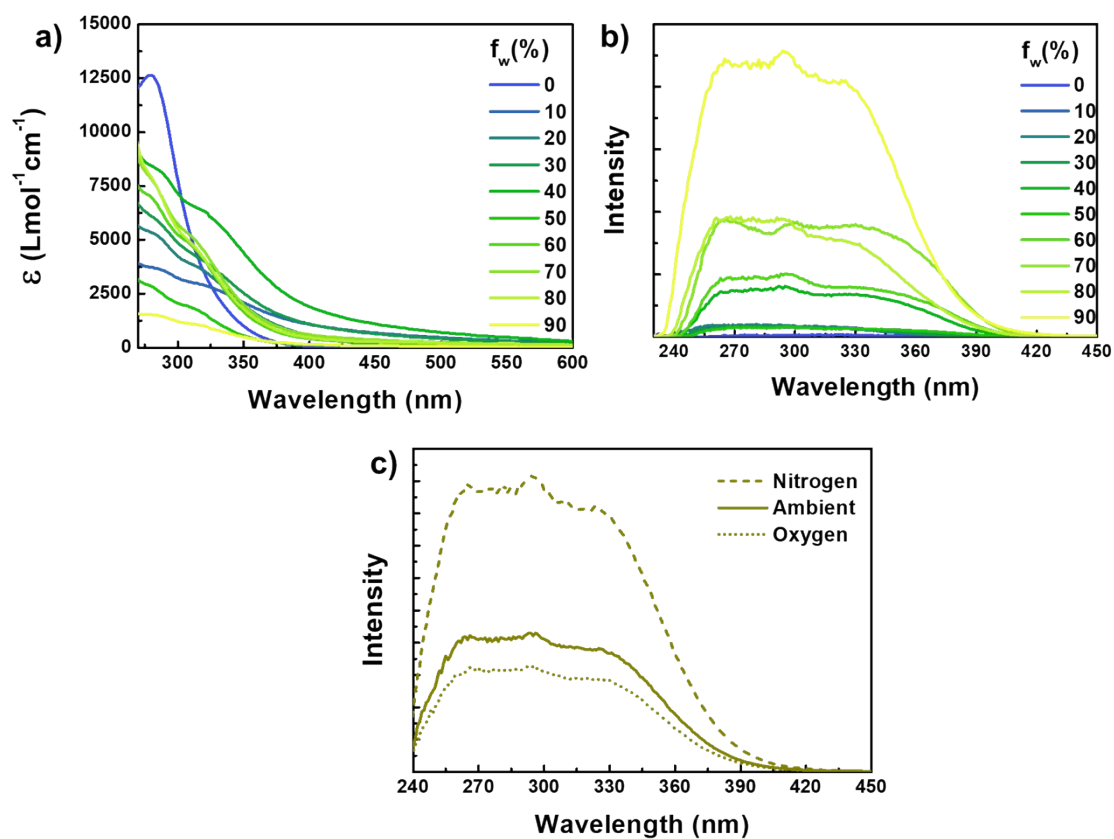 a)
15000
12500
10000
7500
5000
2500
0
ε (Lmol⁻¹cm⁻¹)
300 350 400 450 500 550 600
Wavelength (nm)
f_w(%)
0
10
20
30
40
50
60
70
80
90
b)
Intensity
240 270 300 330 360 390 420 450
Wavelength (nm)
f_w(%)
0
10
20
30
40
50
60
70
80
90
c)
Intensity
Nitrogen
Ambient
Oxygen
240 270 300 330 360 390 420 450
Wavelength (nm)